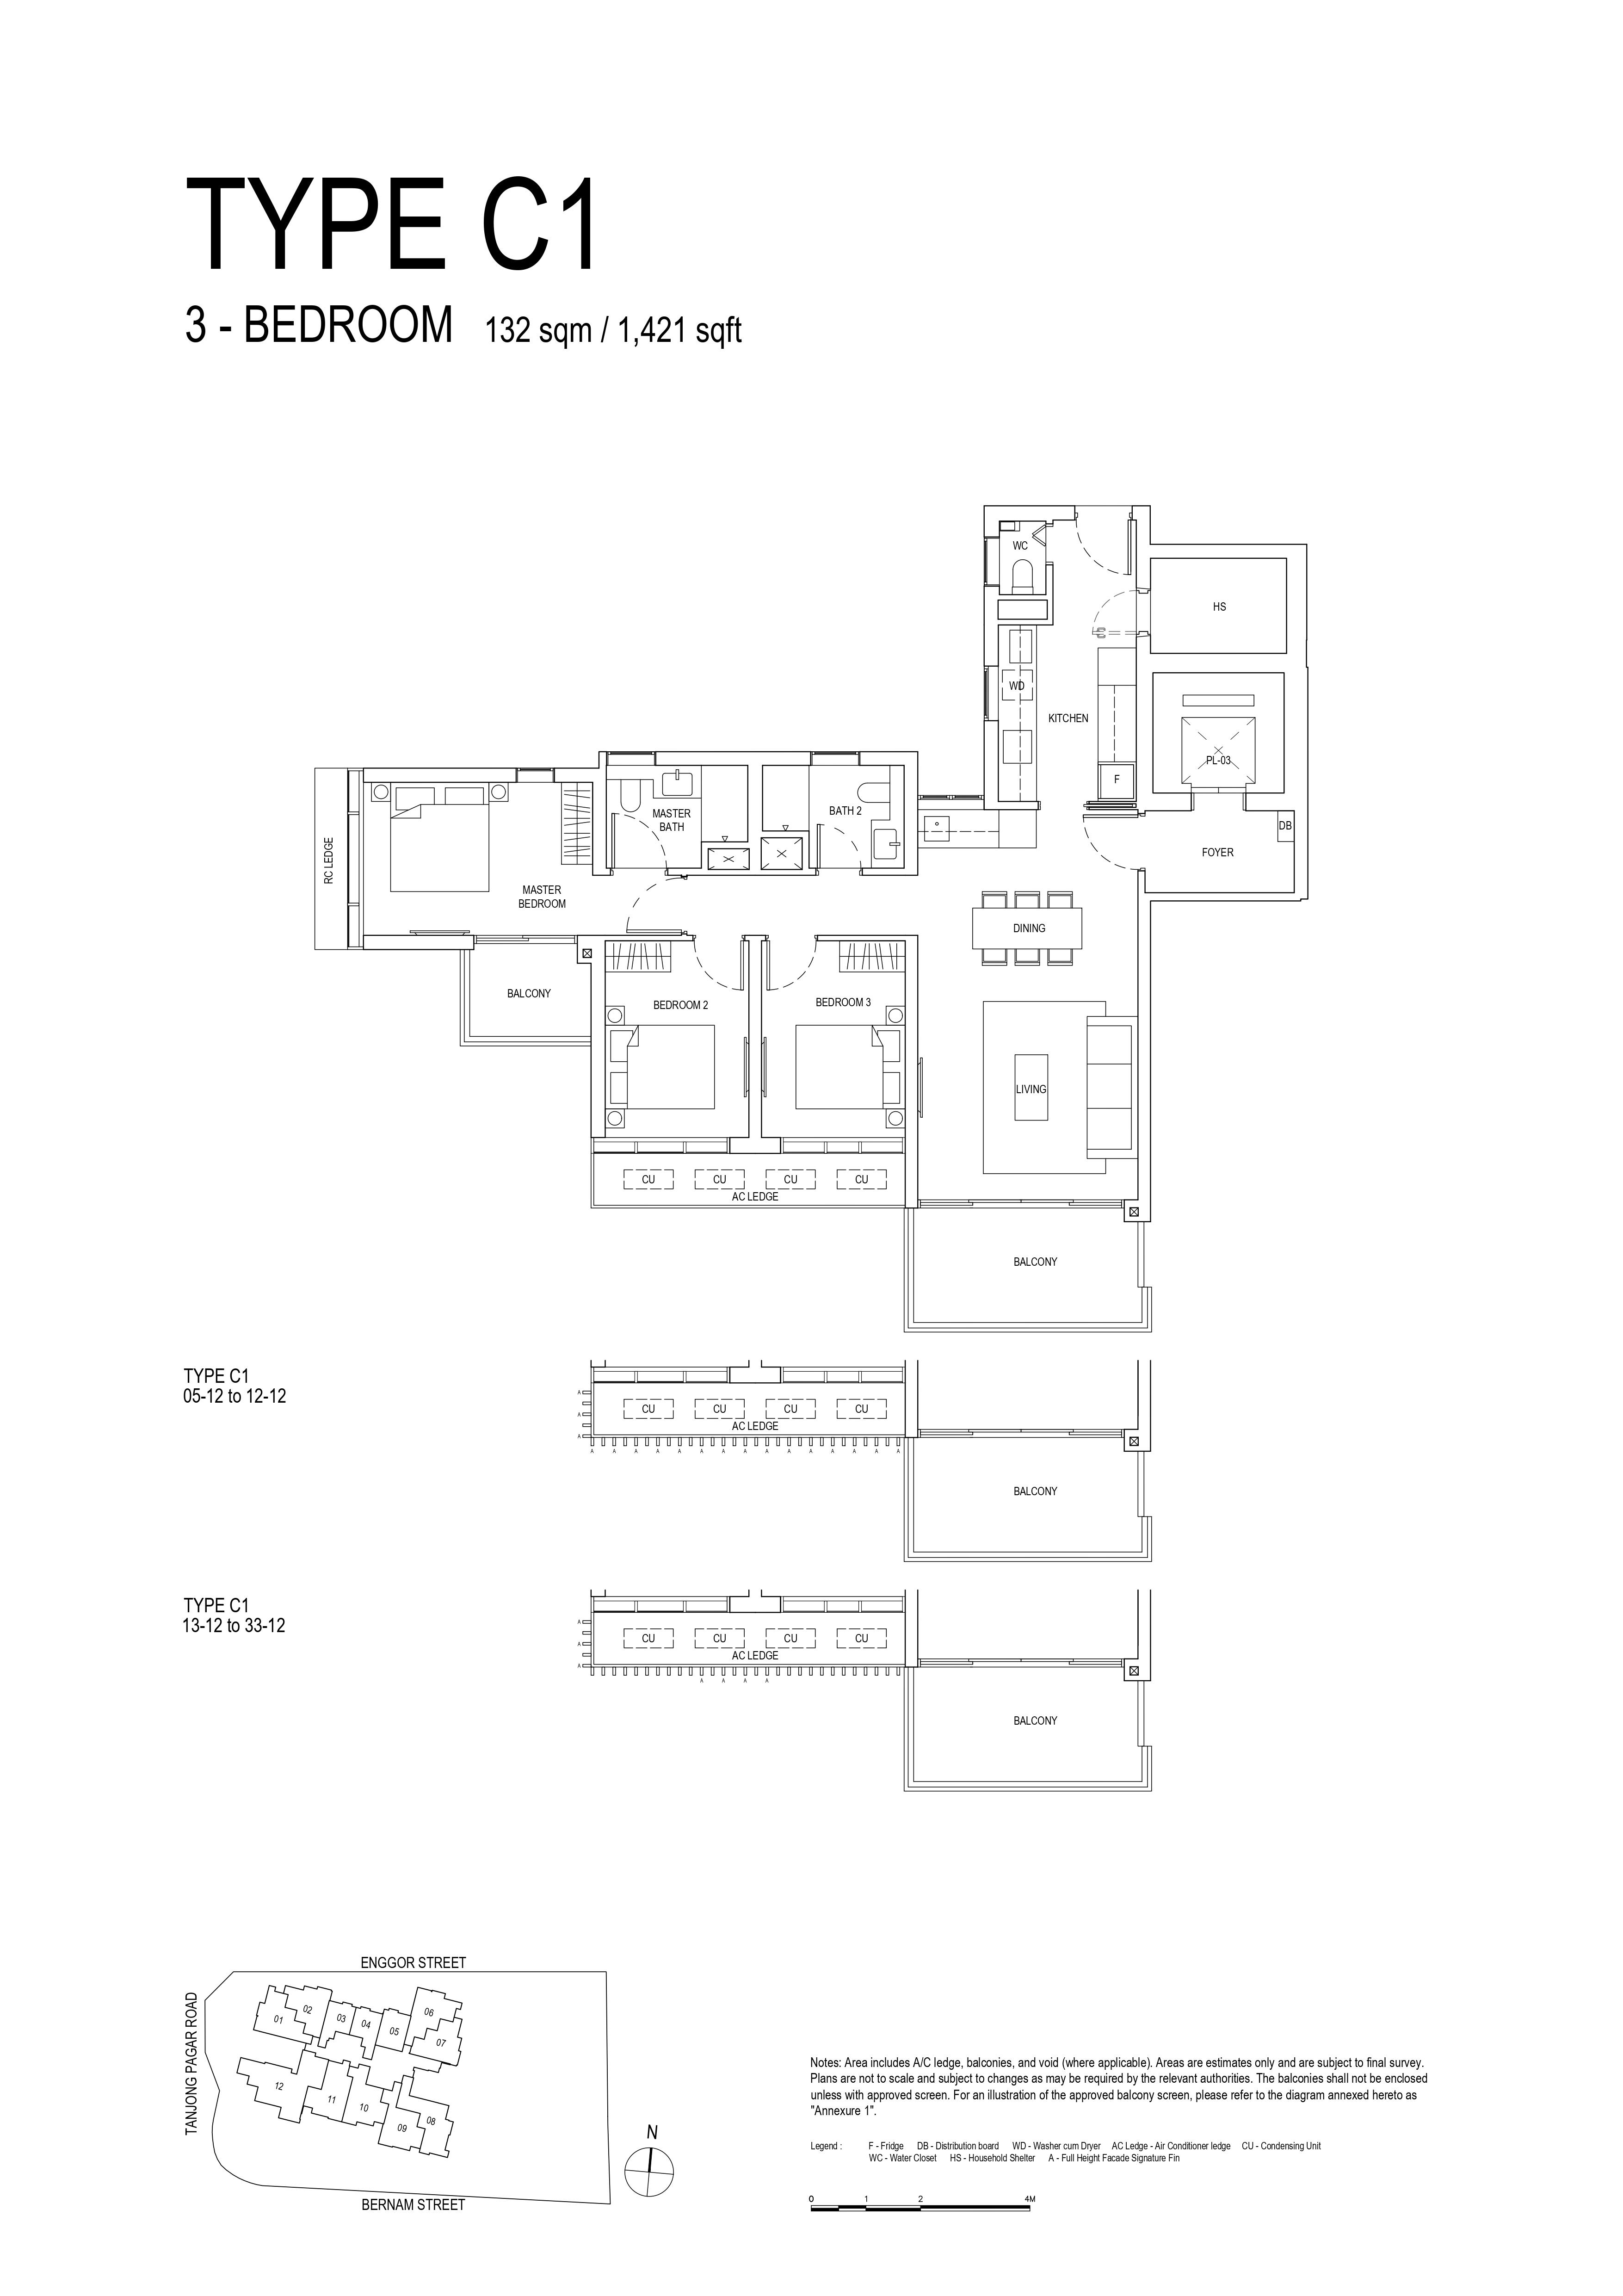 TYPE C1
3 - BEDROOM 132 sqm / 1,421 sqft
WC
HS
WD
KITCHEN
PL-03
F
RC LEDGE
MASTER
BATH
BATH 2
DB
FOYER
MASTER
BEDROOM
DINING
BALCONY
BEDROOM 2
BEDROOM 3
LIVING
CU CU CU CU
AC LEDGE
BALCONY
TYPE C1
05-12 to 12-12
A
A
A
CU CU CU CU
AC LEDGE
A A A A A A A A A A A A A A A
BALCONY
TYPE C1
13-12 to 33-12
A
A
A
CU CU CU CU
AC LEDGE
A A A A
BALCONY
ENGGOR STREET
TANJONG PAGAR ROAD
01
02
03
04
05
06
07
12
11
10
09
08
BERNAM STREET
N
Notes: Area includes A/C ledge, balconies, and void (where applicable). Areas are estimates only and are subject to final survey.
Plans are not to scale and subject to changes as may be required by the relevant authorities. The balconies shall not be enclosed
unless with approved screen. For an illustration of the approved balcony screen, please refer to the diagram annexed hereto as
"Annexure 1".
Legend : F - Fridge DB - Distribution board WD - Washer cum Dryer AC Ledge - Air Conditioner ledge CU - Condensing Unit
WC - Water Closet HS - Household Shelter A - Full Height Facade Signature Fin
0 1 2 4M